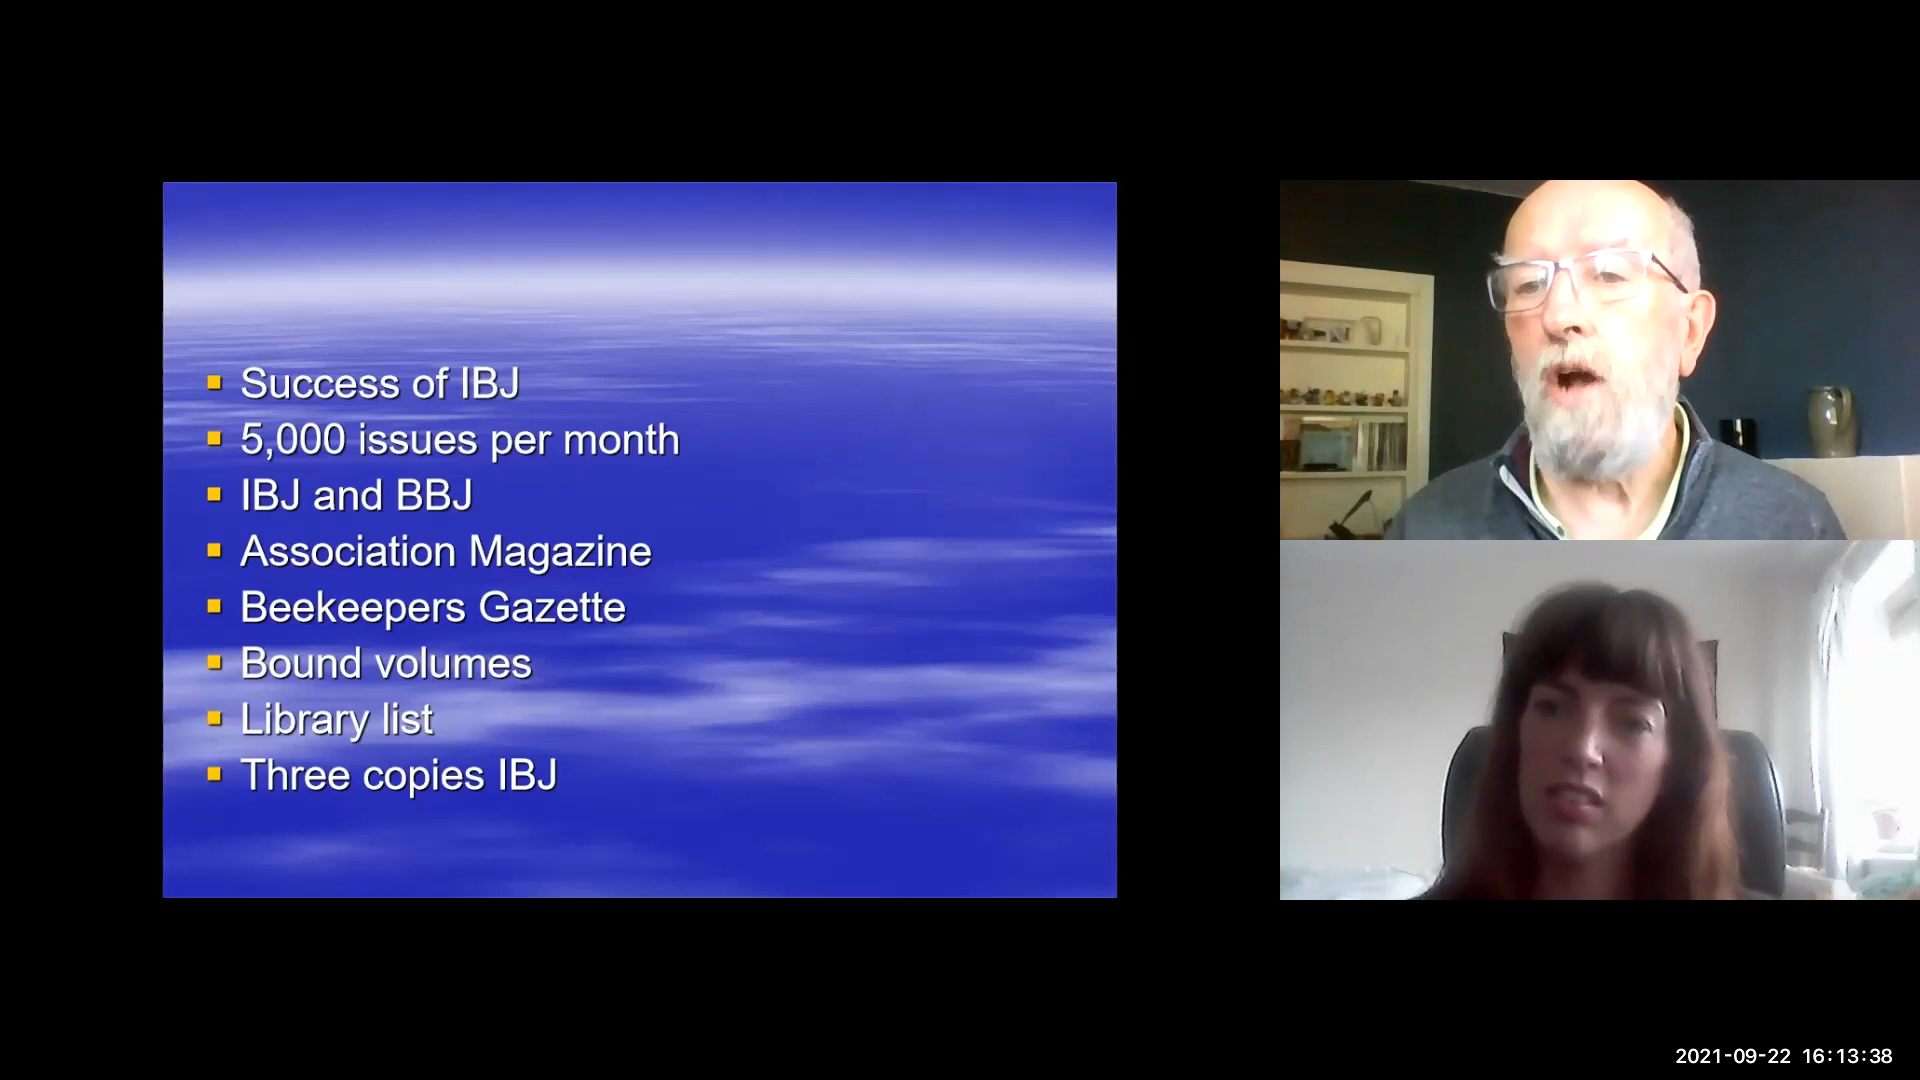 Success of IBJ
5,000 issues per month
IBJ and BBJ
Association Magazine
Beekeepers Gazette
Bound volumes
Library list
Three copies IBJ
2021-09-22 16:13:38